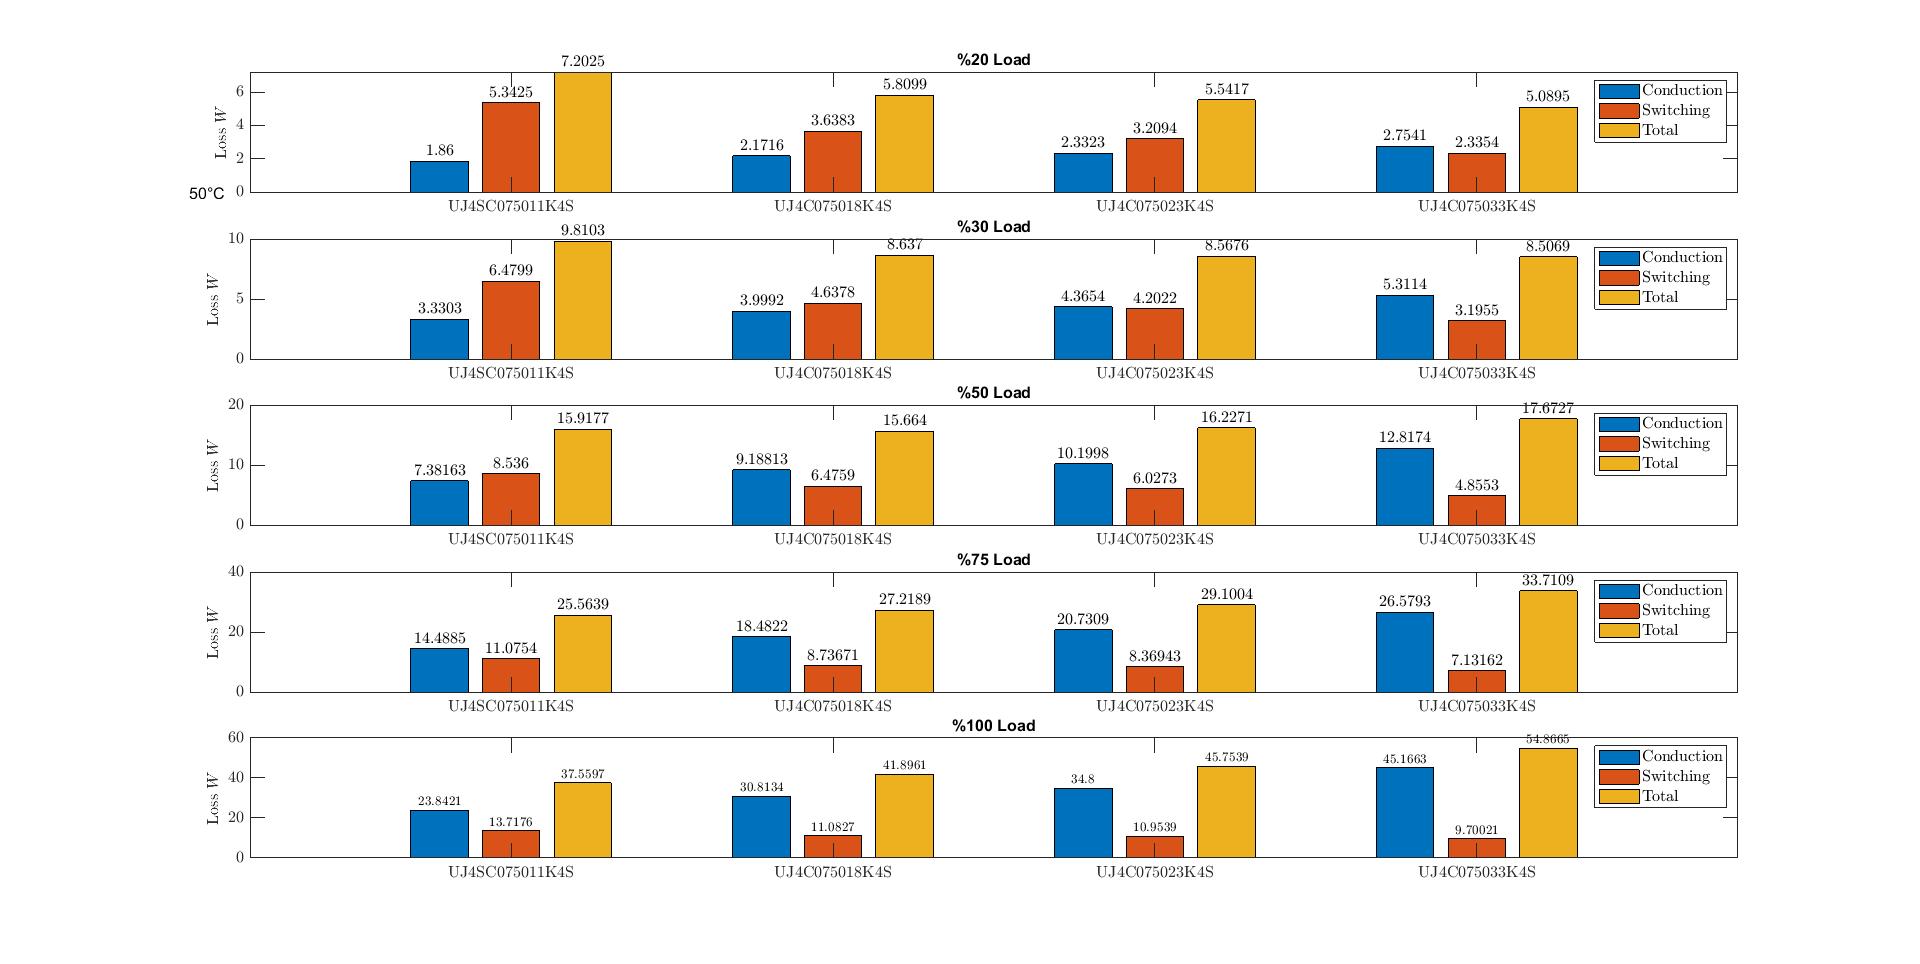 %20 Load
7.2025
5.3425
1.86
5.8099
3.6383
2.1716
5.5417
3.2094
2.3323
5.0895
2.7541
2.3354
Conduction
Switching
Total
6
4
2
0
Loss W
50°C
UJ4SC075011K4S UJ4C075018K4S UJ4C075023K4S UJ4C075033K4S
%30 Load
9.8103
6.4799
3.3303
8.637
4.6378
3.9992
8.5676
4.3654
4.2022
8.5069
5.3114
3.1955
Conduction
Switching
Total
10
5
0
Loss W
UJ4SC075011K4S UJ4C075018K4S UJ4C075023K4S UJ4C075033K4S
%50 Load
15.9177
8.536
7.38163
15.664
9.18813
6.4759
16.2271
10.1998
6.0273
17.6727
12.8174
4.8553
Conduction
Switching
Total
20
10
0
Loss W
UJ4SC075011K4S UJ4C075018K4S UJ4C075023K4S UJ4C075033K4S
%75 Load
25.5639
14.4885
11.0754
27.2189
18.4822
8.73671
29.1004
20.7309
8.36943
33.7109
26.5793
7.13162
Conduction
Switching
Total
40
20
0
Loss W
UJ4SC075011K4S UJ4C075018K4S UJ4C075023K4S UJ4C075033K4S
%100 Load
37.5597
23.8421
13.7176
41.8961
30.8134
11.0827
45.7539
34.8
10.9539
54.8665
45.1663
9.70021
Conduction
Switching
Total
60
40
20
0
Loss W
UJ4SC075011K4S UJ4C075018K4S UJ4C075023K4S UJ4C075033K4S